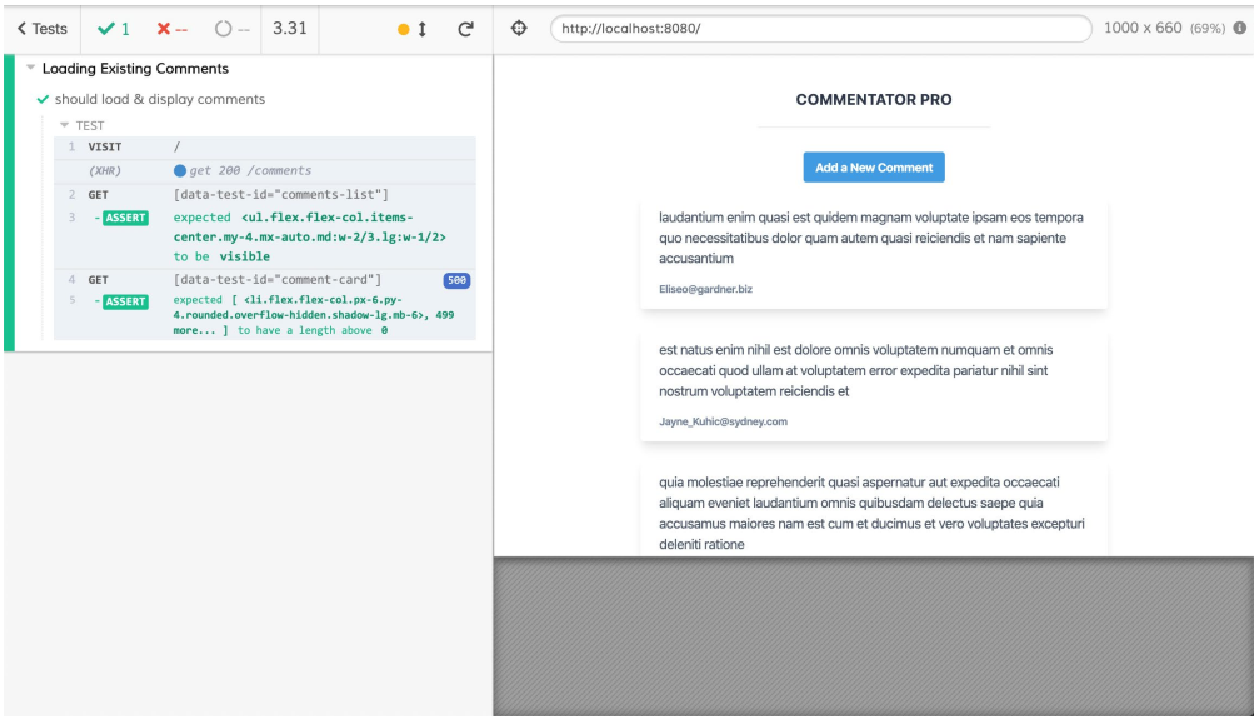 Tests 1 -- -- 3.31
http://localhost:8080/ 1000 x 660 (69%)
Loading Existing Comments
should load & display comments
TEST
1 VISIT /
(XHR) get 200 /comments
2 GET [data-test-id="comments-list"]
3 -ASSERT expected <ul.flex.flex-col.items-
center.my-4.mx-auto.md:w-2/3.lg:w-1/2>
to be visible
4 GET [data-test-id="comment-card"] 500
5 -ASSERT expected [ <li.flex.flex-col.px-6.py-
4.rounded.overflow-hidden.shadow-lg.mb-6>, 499
more... ] to have a length above 0
COMMENTATOR PRO
Add a New Comment
laudantium enim quasi est quidem magnam voluptate ipsam eos tempora
quo necessitatibus dolor quam autem quasi reiciendis et nam sapiente
accusantium
Eliseo@gardner.biz
est natus enim nihil est dolore omnis voluptatem numquam et omnis
occaecati quod ullam at voluptatem error expedita pariatur nihil sint
nostrum voluptatem reiciendis et
Jayne_Kuhic@sydney.com
quia molestiae reprehenderit quasi aspernatur aut expedita occaecati
aliquam eveniet laudantium omnis quibusdam delectus saepe quia
accusamus maiores nam est cum et ducimus et vero voluptates excepturi
deleniti ratione